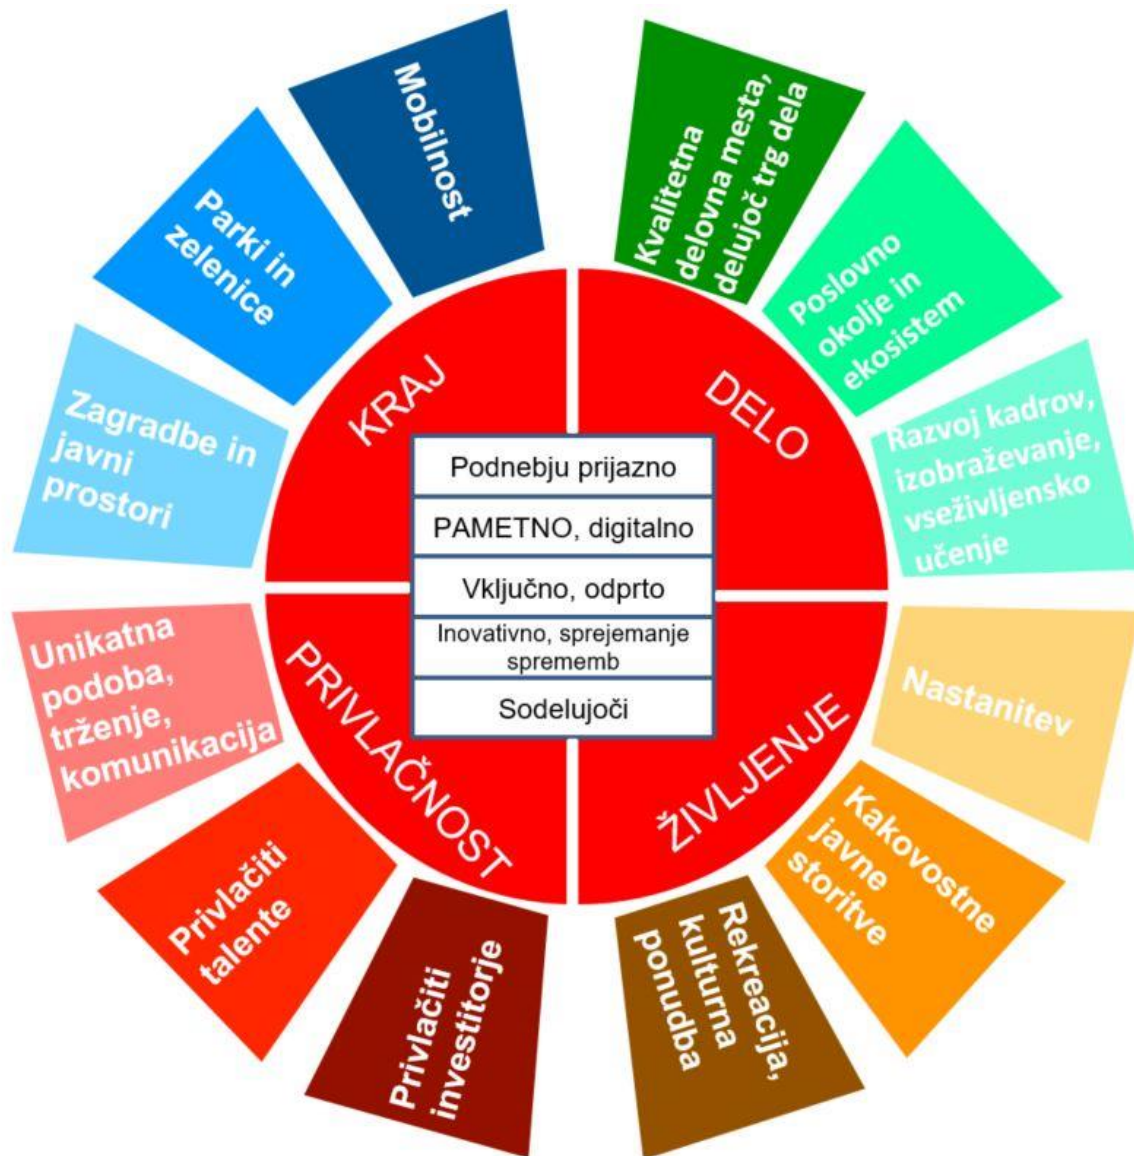 Mobilnost
Parki in
zelenice
Zagradbe in
javni
prostori
KRAJ
Kvalitetna
delovna mesta,
delujoč trg dela
Poslovno
okolje in
ekosistem
Razvoj kadrov,
izobraževanje,
vseživljensko
učenje
DELO
Podnebju prijazno
PAMETNO, digitalno
Vključno, odprto
Inovativno, sprejemanje
sprememb
Sodelujoči
PRIVLAČNOST
Unikatna
podoba,
trženje,
komunikacija
Privlačiti
talente
Privlačiti
investitorje
ŽIVLJENJE
Nastanitev
Kakovostne
javne
storitve
Rekreacija,
kulturna
ponudba